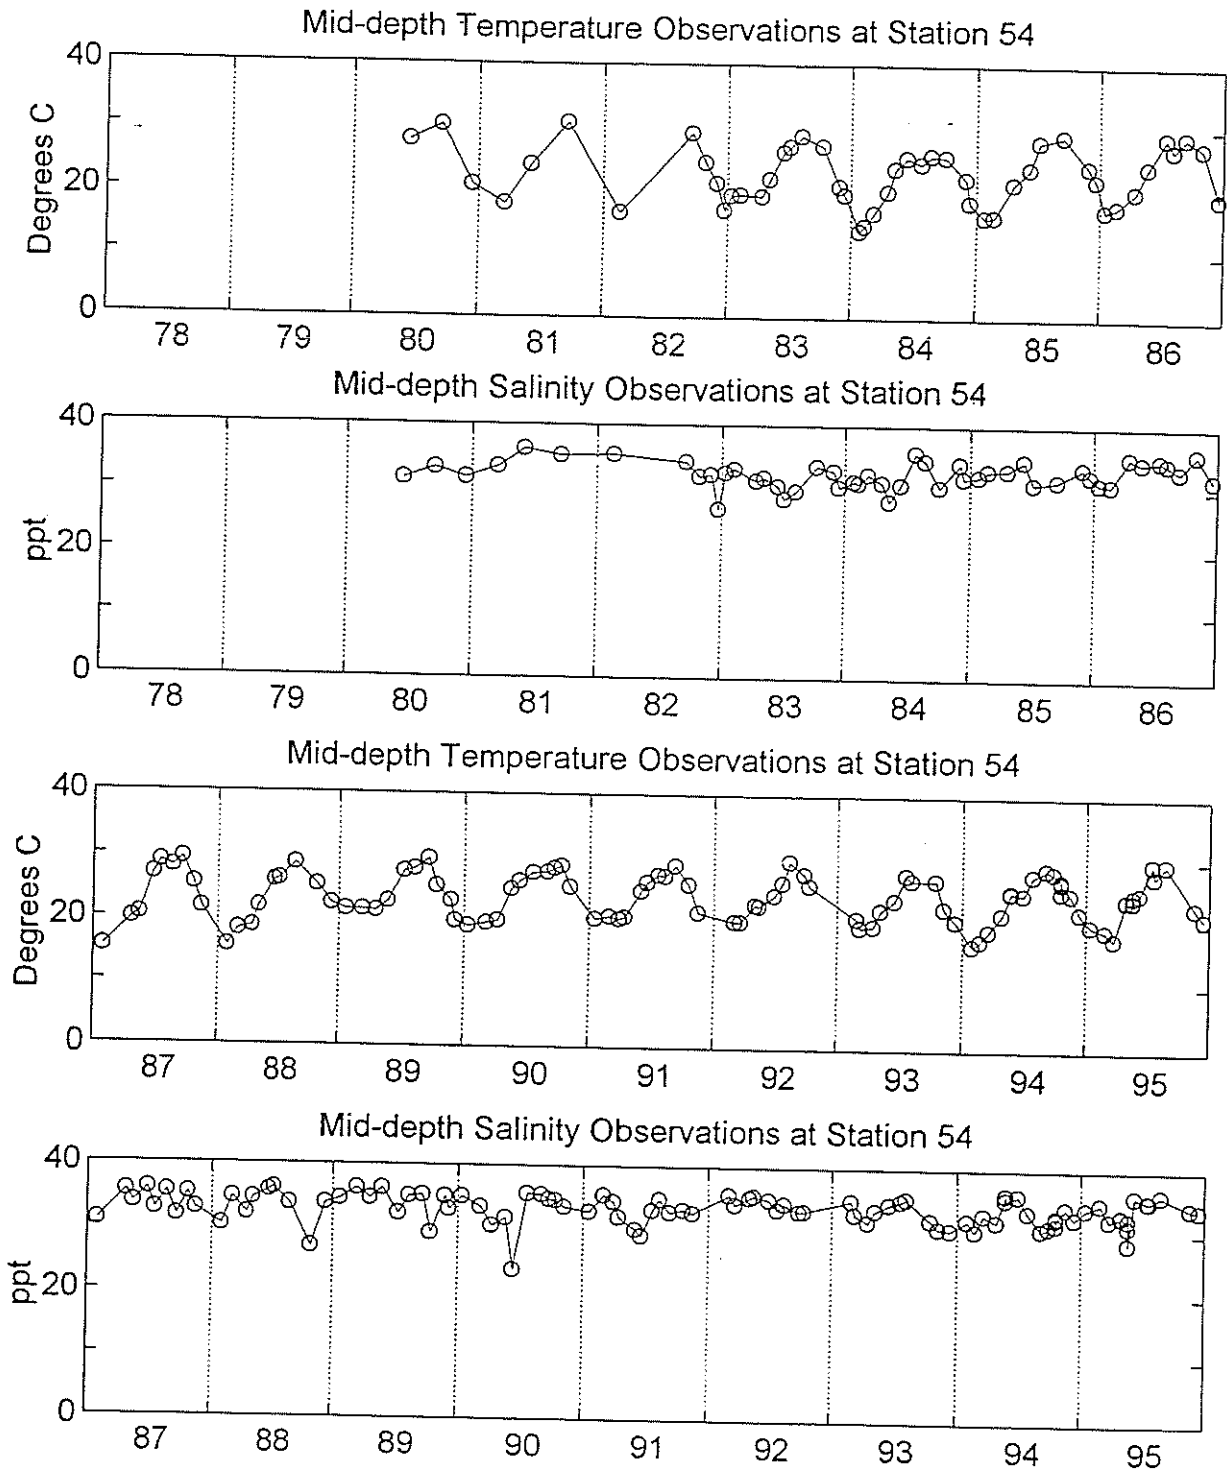 Mid-depth Temperature Observations at Station 54
40
20
0
Degrees C
78 79 80 81 82 83 84 85 86
Mid-depth Salinity Observations at Station 54
40
20
0
ppt
78 79 80 81 82 83 84 85 86
Mid-depth Temperature Observations at Station 54
40
20
0
Degrees C
87 88 89 90 91 92 93 94 95
Mid-depth Salinity Observations at Station 54
40
20
0
ppt
87 88 89 90 91 92 93 94 95